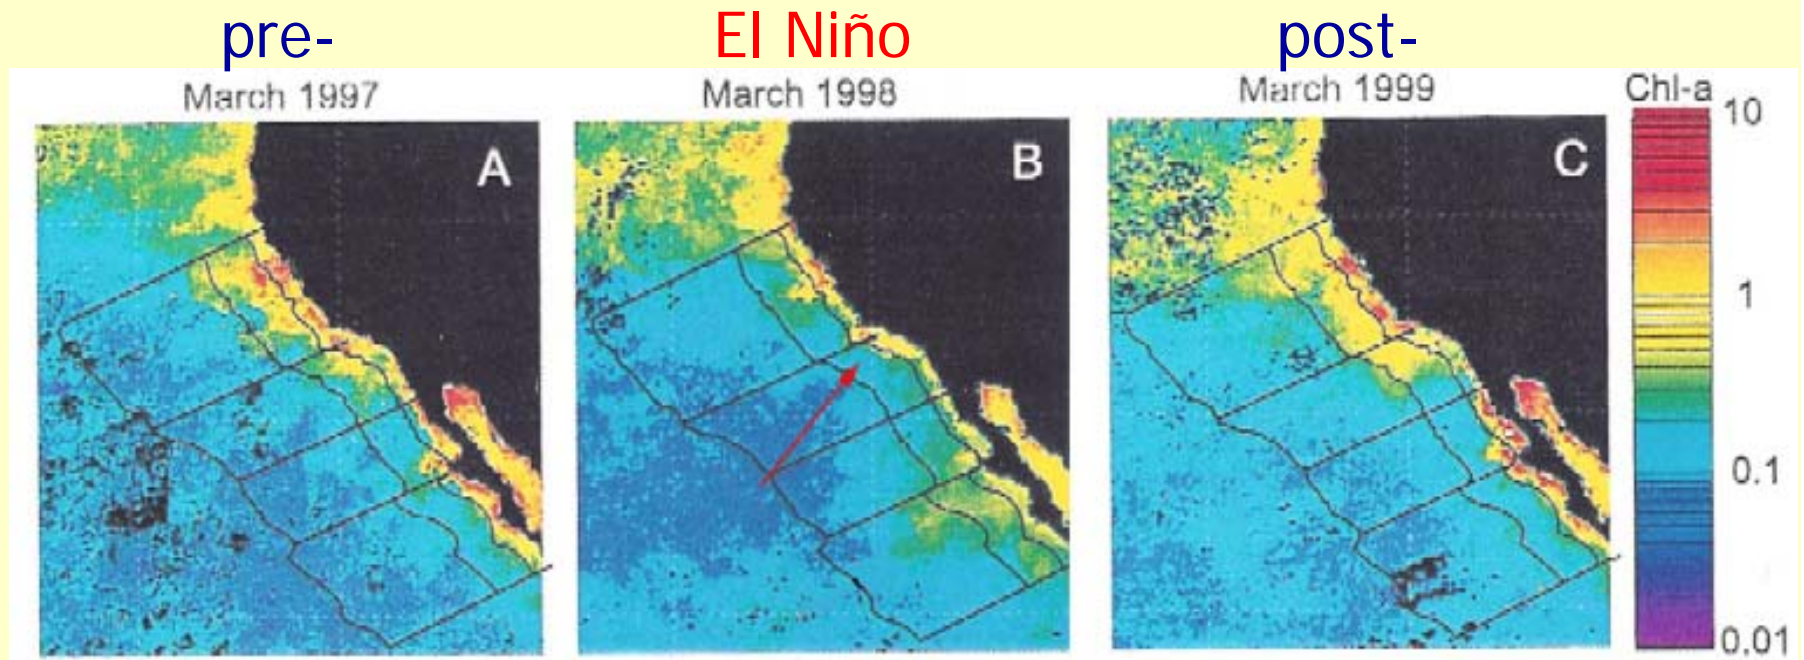 pre-
El Niño
post-
March 1997
March 1998
March 1999
Chl-a
A
B
C
10
1
0.1
0.01